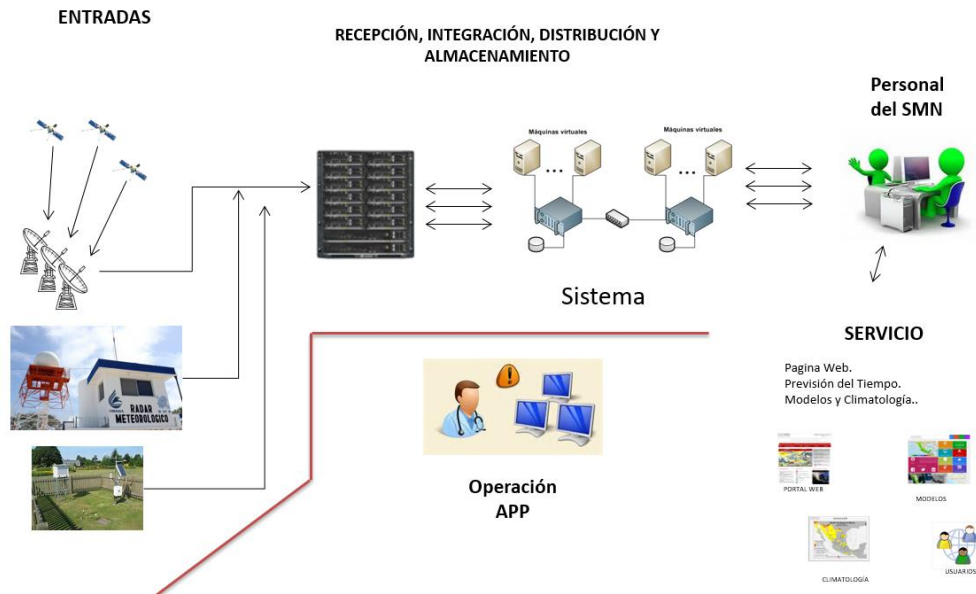 ENTRADAS
RECEPCIÓN, INTEGRACIÓN, DISTRIBUCIÓN Y
ALMACENAMIENTO
Personal
del SMN
Máquinas virtuales
Máquinas virtuales
...
...
Sistema
RADAR
METEOROLOGICO
SERVICIO
Pagina Web.
Previsión del Tiempo.
Modelos y Climatología..
Operación
APP
PORTAL WEB
MODELOS
CLIMATOLOGÍA
USUARIOS